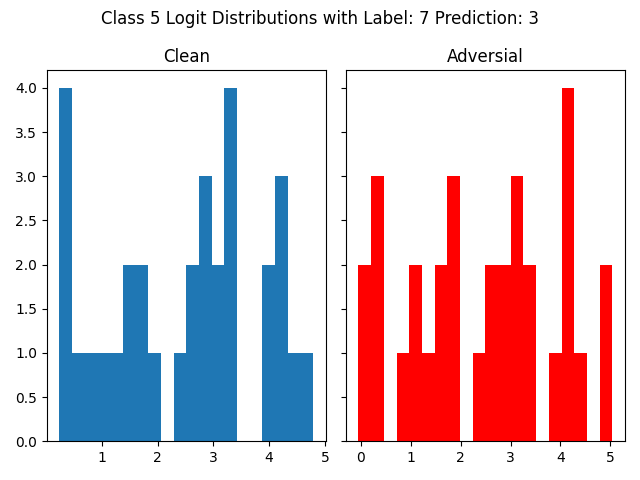 Class 5 Logit Distributions with Label: 7 Prediction: 3
Clean
Adversial
4.0
3.5
3.0
2.5
2.0
1.5
1.0
0.5
0.0
1 2 3 4 5
0 1 2 3 4 5